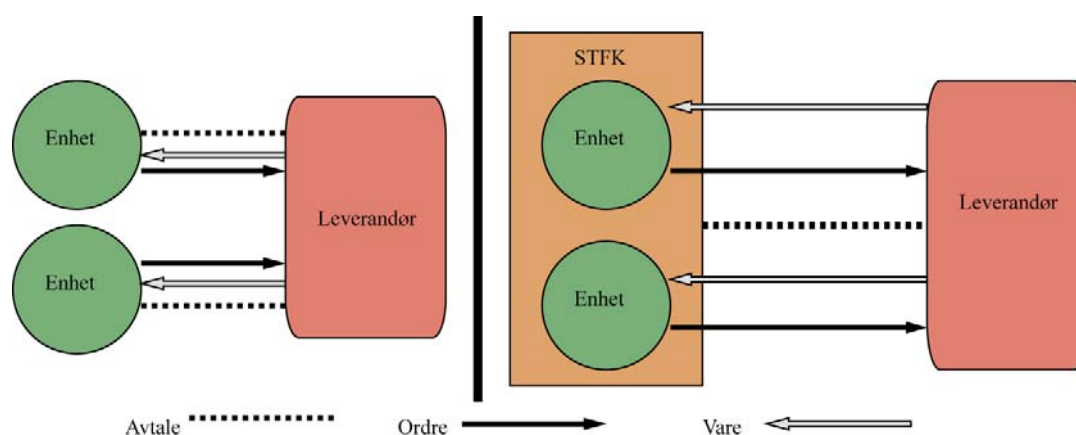 Enhet
Leverandør
Enhet
STFK
Enhet
Leverandør
Enhet
Avtale
Ordre
Vare